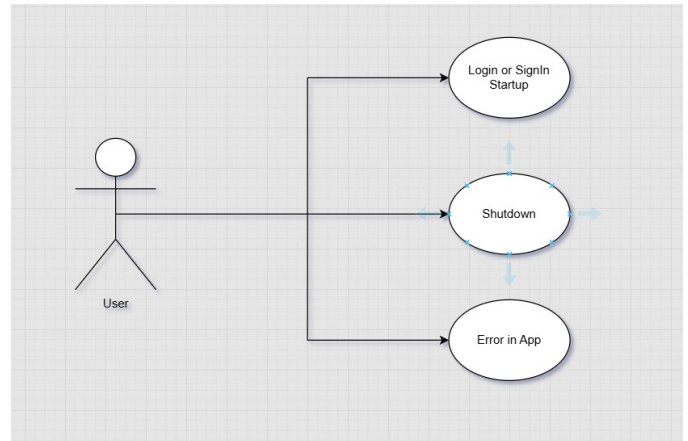 Login or SignIn
Startup
Shutdown
User
Error in App